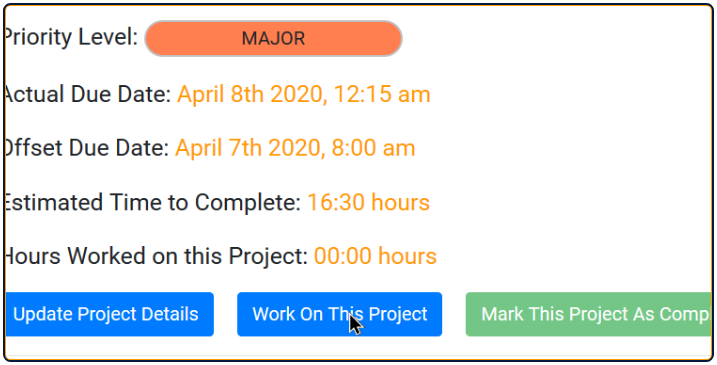 Priority Level: MAJOR
Actual Due Date: April 8th 2020, 12:15 am
Offset Due Date: April 7th 2020, 8:00 am
Estimated Time to Complete: 16:30 hours
Hours Worked on this Project: 00:00 hours
Update Project Details Work On This Project Mark This Project As Comp